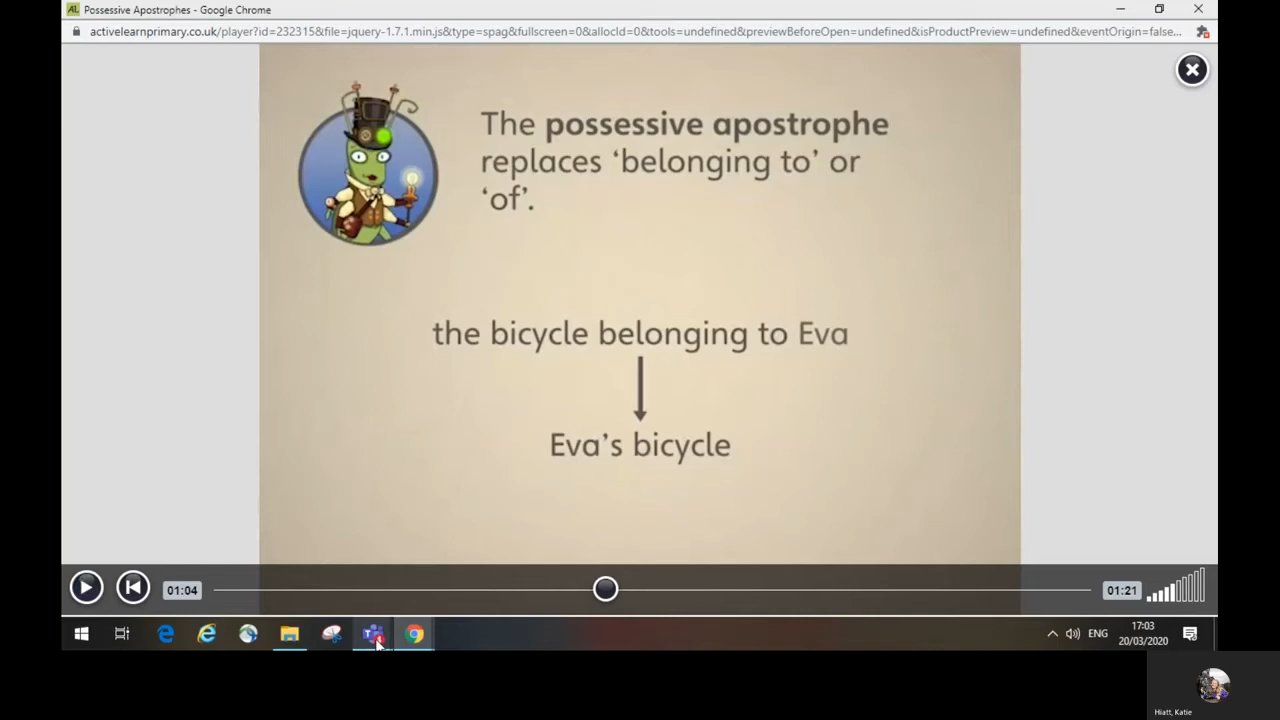 Possessive Apostrophes - Google Chrome
activelearnprimary.co.uk/player?id=232315&file=jquery-1.7.1.min.js&type=spag&fullscreen=0&allocId=0&tools=undefined&previewBeforeOpen=undefined&isProductPreview=undefined&eventOrigin=false...
The possessive apostrophe
replaces ‘belonging to’ or
‘of’.
the bicycle belonging to Eva
Eva’s bicycle
01:04
01:21
ENG
17:03
20/03/2020
Hiatt, Katie